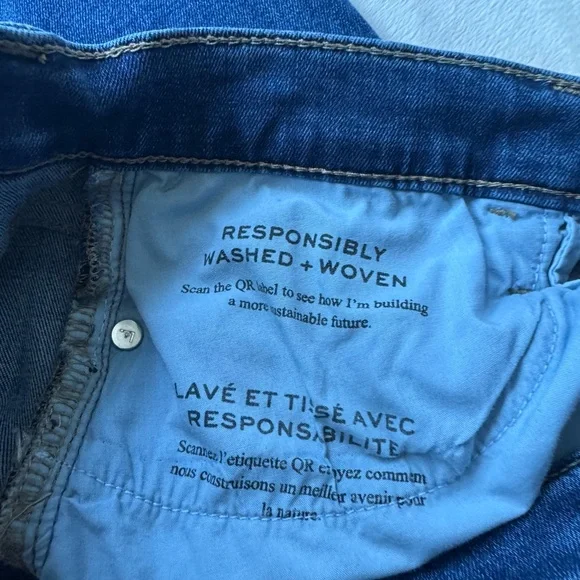 RESPONSIBLY
WASHED + WOVEN
Scan the QR label to see how I'm building
a more sustainable future.
LAVÉ ET TISSÉ AVEC
RESPONSABILITÉ
Scannez l'etiquette QR et voyez comment
nous construisons un meilleur avenir pour
la nature.